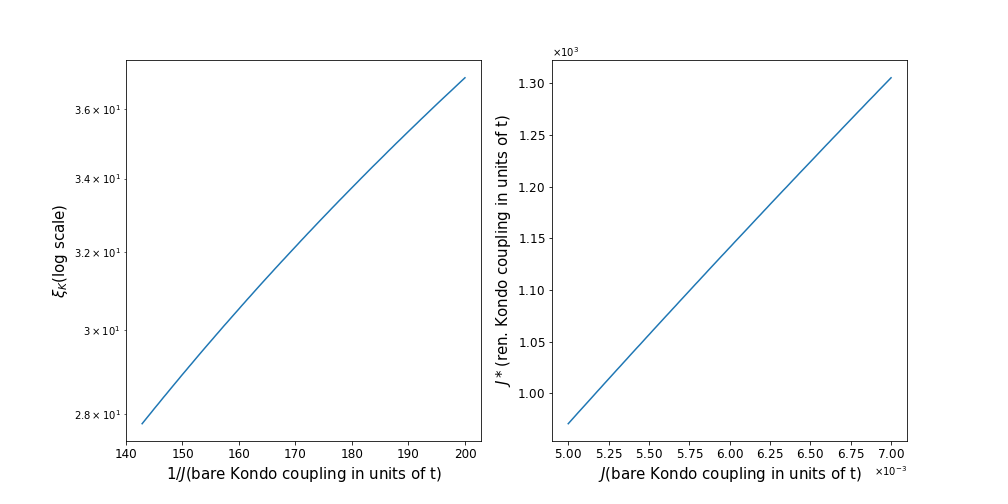 3.6 × 10¹
3.4 × 10¹
3.2 × 10¹
3 × 10¹
2.8 × 10¹
ξ_K(log scale)
140 150 160 170 180 190 200
1/J(bare Kondo coupling in units of t)
×10³
1.30
1.25
1.20
1.15
1.10
1.05
1.00
J * (ren. Kondo coupling in units of t)
5.00 5.25 5.50 5.75 6.00 6.25 6.50 6.75 7.00
J(bare Kondo coupling in units of t)
×10⁻³